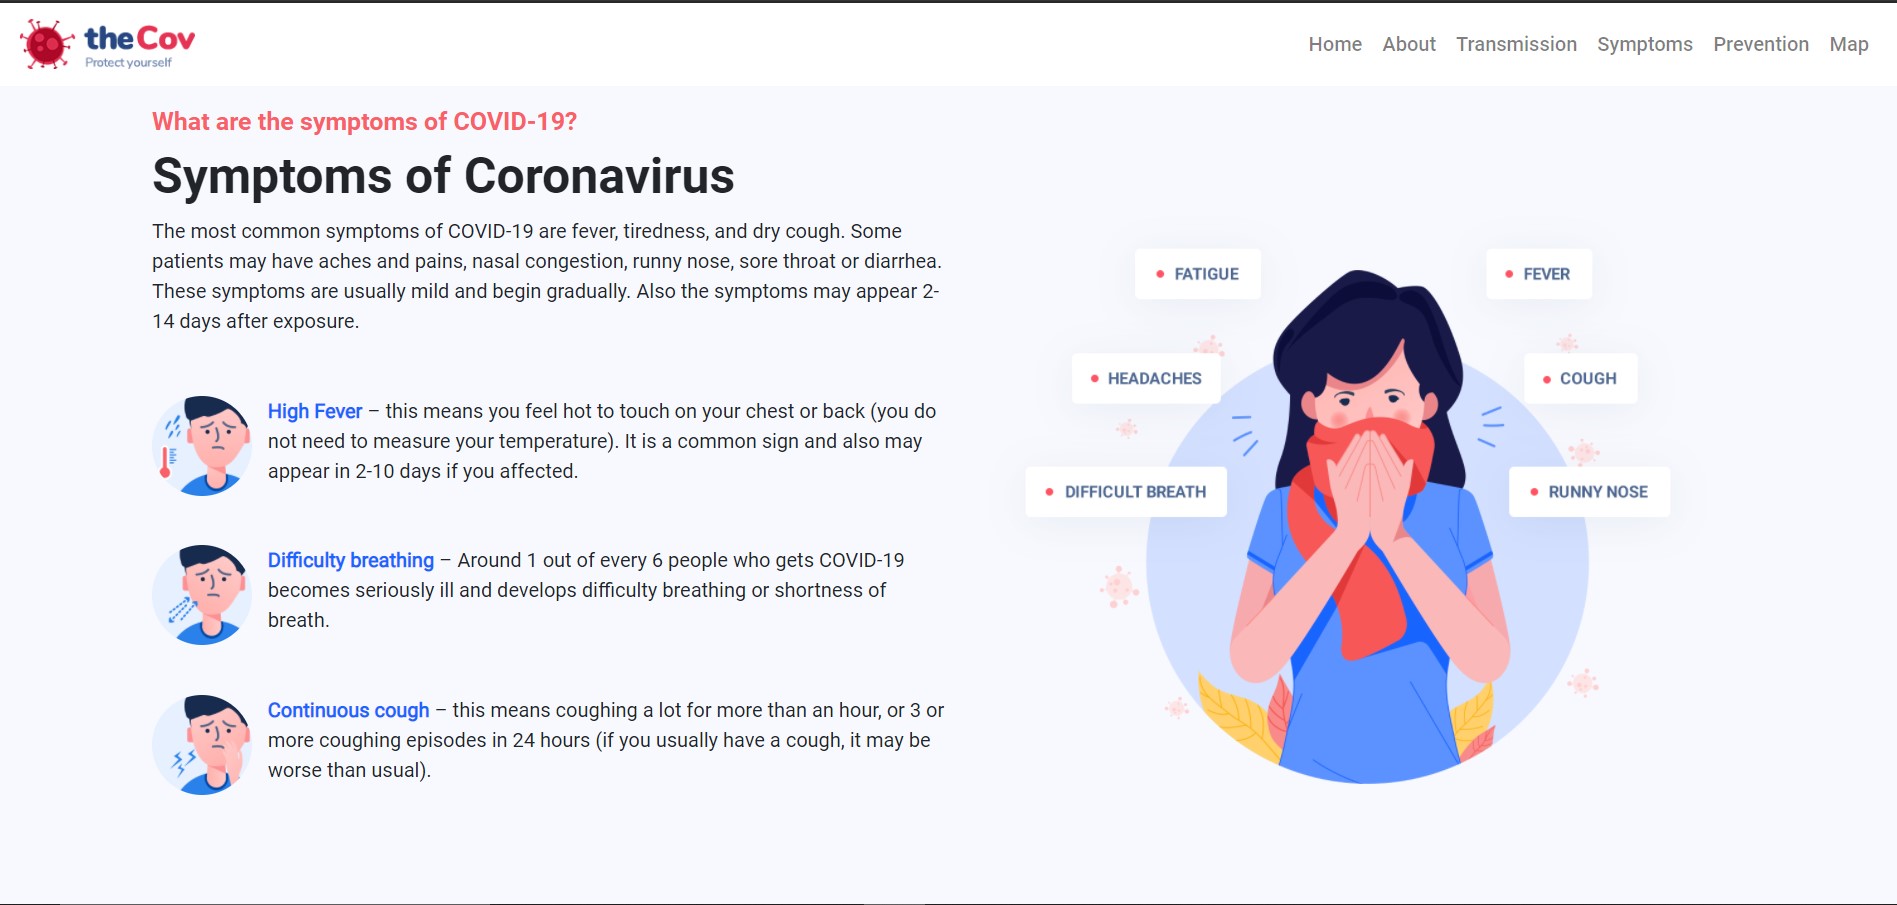 theCov
Protect yourself
Home About Transmission Symptoms Prevention Map
What are the symptoms of COVID-19?
Symptoms of Coronavirus
The most common symptoms of COVID-19 are fever, tiredness, and dry cough. Some
patients may have aches and pains, nasal congestion, runny nose, sore throat or diarrhea.
These symptoms are usually mild and begin gradually. Also the symptoms may appear 2-
14 days after exposure.
High Fever – this means you feel hot to touch on your chest or back (you do
not need to measure your temperature). It is a common sign and also may
appear in 2-10 days if you affected.
Difficulty breathing – Around 1 out of every 6 people who gets COVID-19
becomes seriously ill and develops difficulty breathing or shortness of
breath.
Continuous cough – this means coughing a lot for more than an hour, or 3 or
more coughing episodes in 24 hours (if you usually have a cough, it may be
worse than usual).
FATIGUE
FEVER
HEADACHES
COUGH
DIFFICULT BREATH
RUNNY NOSE